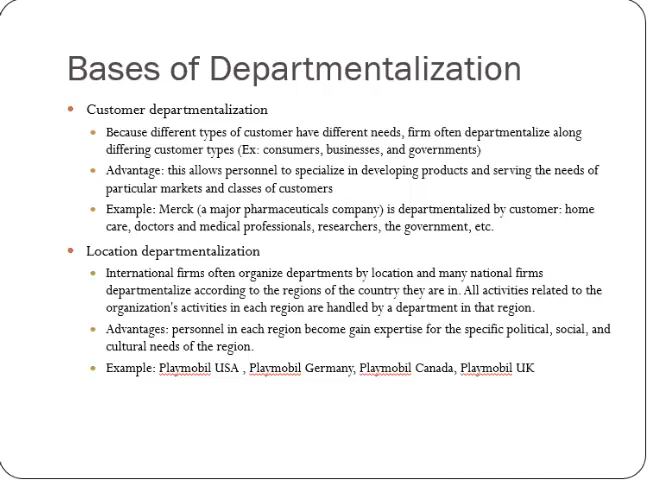 Bases of Departmentalization
Customer departmentalization
Because different types of customer have different needs, firm often departmentalize along
differing customer types (Ex: consumers, businesses, and governments)
Advantage: this allows personnel to specialize in developing products and serving the needs of
particular markets and classes of customers
Example: Merck (a major pharmaceuticals company) is departmentalized by customer: home
care, doctors and medical professionals, researchers, the government, etc.
Location departmentalization
International firms often organize departments by location and many national firms
departmentalize according to the regions of the country they are in. All activities related to the
organization's activities in each region are handled by a department in that region.
Advantages: personnel in each region become gain expertise for the specific political, social, and
cultural needs of the region.
Example: Playmobil USA , Playmobil Germany, Playmobil Canada, Playmobil UK